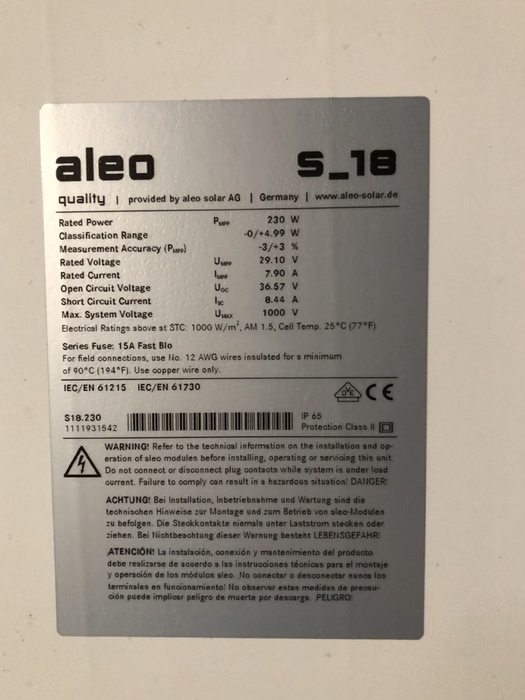 aleo S_18
quality | provided by aleo solar AG | Germany | www.aleo-solar.de
Rated Power PMPP 230 W
Classification Range -0/+4.99 W
Measurement Accuracy (PMPP) -3/+3 %
Rated Voltage UMPP 29.10 V
Rated Current IMPP 7.90 A
Open Circuit Voltage UOC 36.57 V
Short Circuit Current ISC 8.44 A
Max. System Voltage UMAX 1000 V
Electrical Ratings above at STC: 1000 W/m², AM 1.5, Cell Temp. 25°C (77°F)
Series Fuse: 15A Fast Blo
For field connections, use No. 12 AWG wires insulated for a minimum
of 90°C (194°F). Use copper wire only.
IEC/EN 61215 IEC/EN 61730
DVE CE
S18.230 IP 65
1111931542 Protection Class II
WARNING! Refer to the technical information on the installation and op-
eration of aleo modules before installing, operating or servicing this unit.
Do not connect or disconnect plug contacts while system is under load
current. Failure to comply can result in a hazardous situation! DANGER!
ACHTUNG! Bei Installation, Inbetriebnahme und Wartung sind die
technischen Hinweise zur Montage und zum Betrieb von aleo-Modulen
zu befolgen. Die Steckkontakte niemals unter Laststrom stecken oder
ziehen. Bei Nichtbeachtung dieser Warnung besteht LEBENSGEFAHR!
¡ATENCIÓN! La instalación, conexión y mantenimiento del producto
debe realizarse de acuerdo a las instrucciones técnicas para el montaje
y operación de los módulos aleo. ¡No conectar o desconectar nunca los
terminales en funcionamiento! No observar estas medidas de precau-
ción puede implicar peligro de muerte por descarga. PELIGRO!